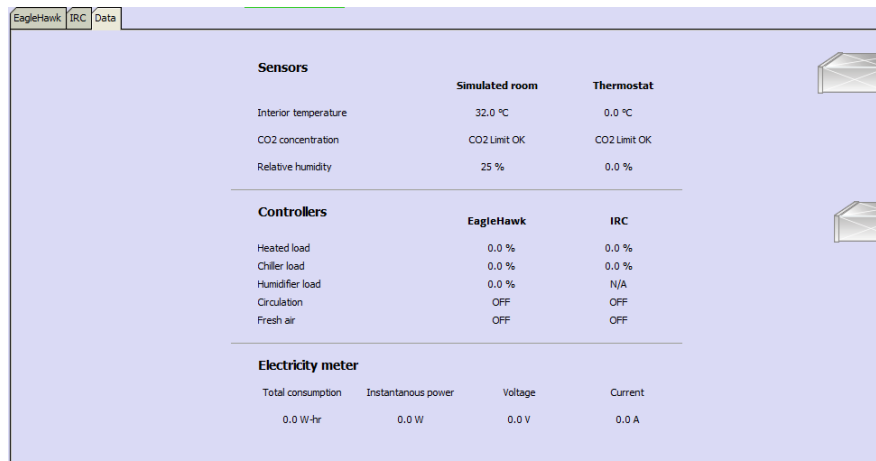 EagleHawk IRC Data
Sensors
Simulated room Thermostat
Interior temperature 32.0 ºC 0.0 ºC
CO2 concentration CO2 Limit OK CO2 Limit OK
Relative humidity 25 % 0.0 %
Controllers
EagleHawk IRC
Heated load 0.0 % 0.0 %
Chiller load 0.0 % 0.0 %
Humidifier load 0.0 % N/A
Circulation OFF OFF
Fresh air OFF OFF
Electricity meter
Total consumption Instantanous power Voltage Current
0.0 W-hr 0.0 W 0.0 V 0.0 A